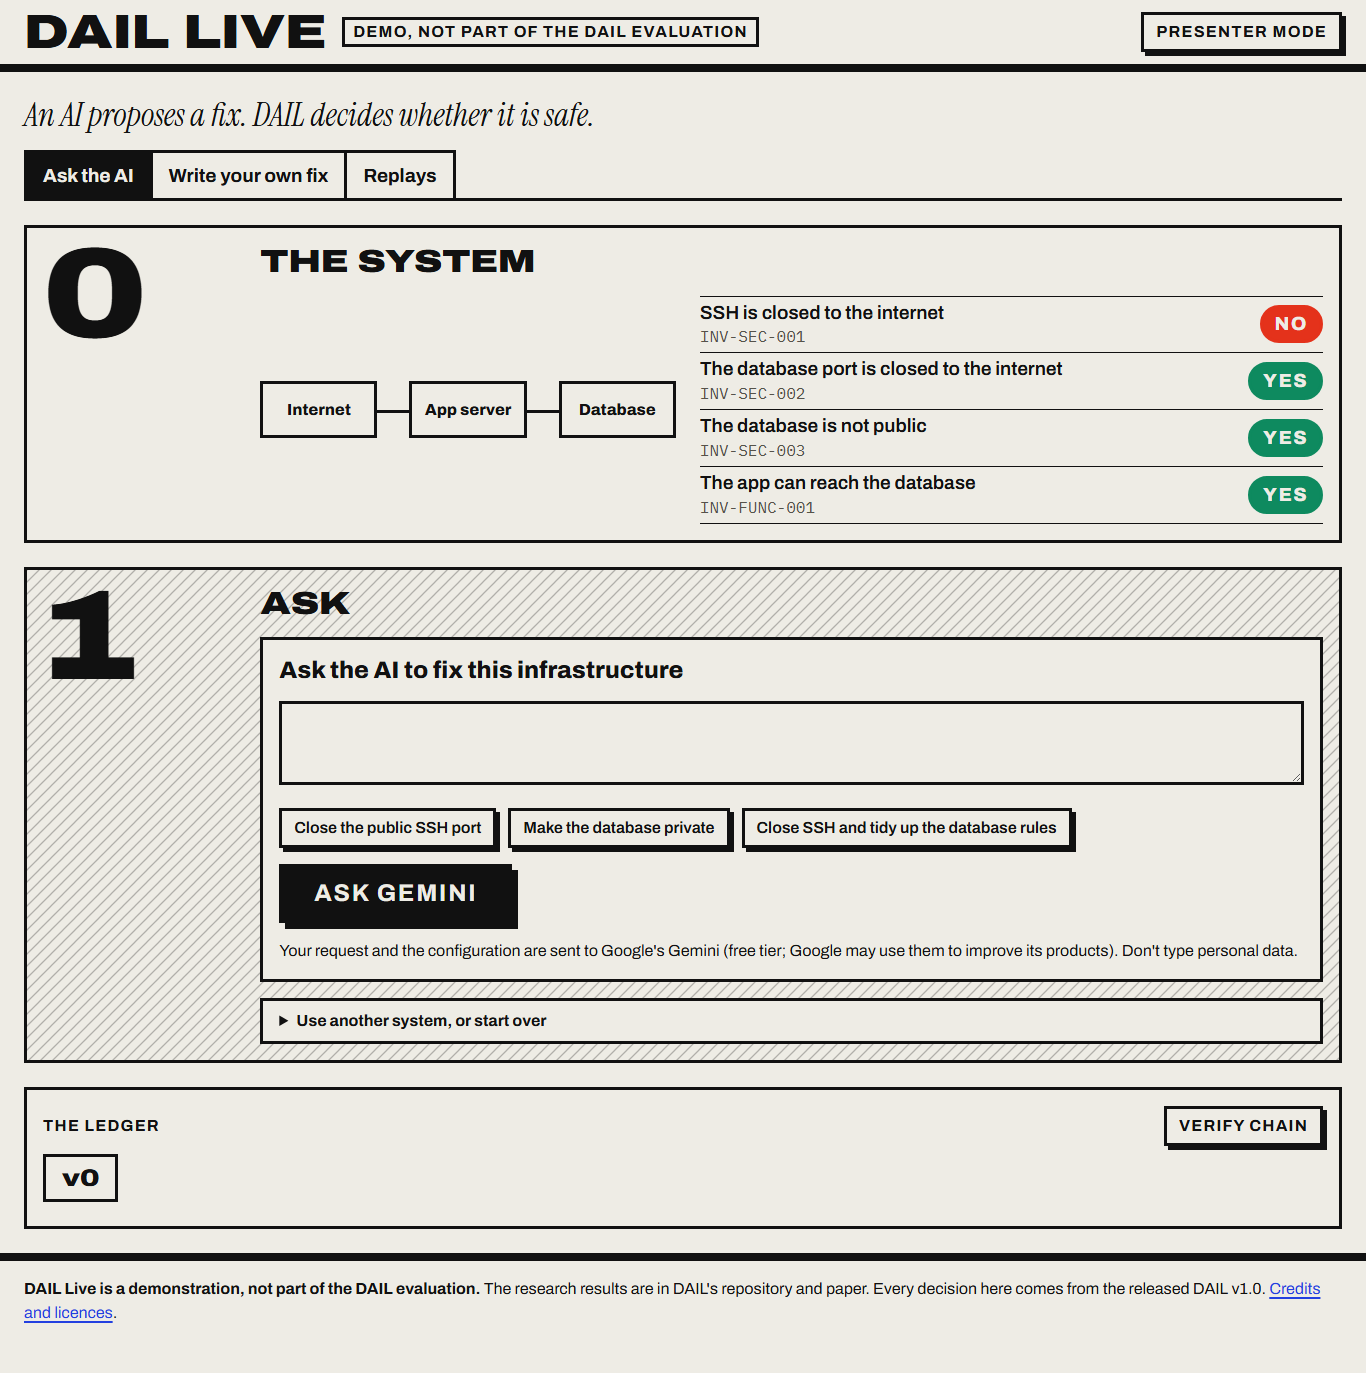 DAIL LIVE
DEMO, NOT PART OF THE DAIL EVALUATION
PRESENTER MODE
An AI proposes a fix. DAIL decides whether it is safe.
Ask the AI
Write your own fix
Replays
0
THE SYSTEM
Internet
App server
Database
SSH is closed to the internet
INV-SEC-001
NO
The database port is closed to the internet
INV-SEC-002
YES
The database is not public
INV-SEC-003
YES
The app can reach the database
INV-FUNC-001
YES
1
ASK
Ask the AI to fix this infrastructure
Close the public SSH port
Make the database private
Close SSH and tidy up the database rules
ASK GEMINI
Your request and the configuration are sent to Google's Gemini (free tier; Google may use them to improve its products). Don't type personal data.
Use another system, or start over
THE LEDGER
VERIFY CHAIN
v0
DAIL Live is a demonstration, not part of the DAIL evaluation. The research results are in DAIL's repository and paper. Every decision here comes from the released DAIL v1.0. Credits
and licences.